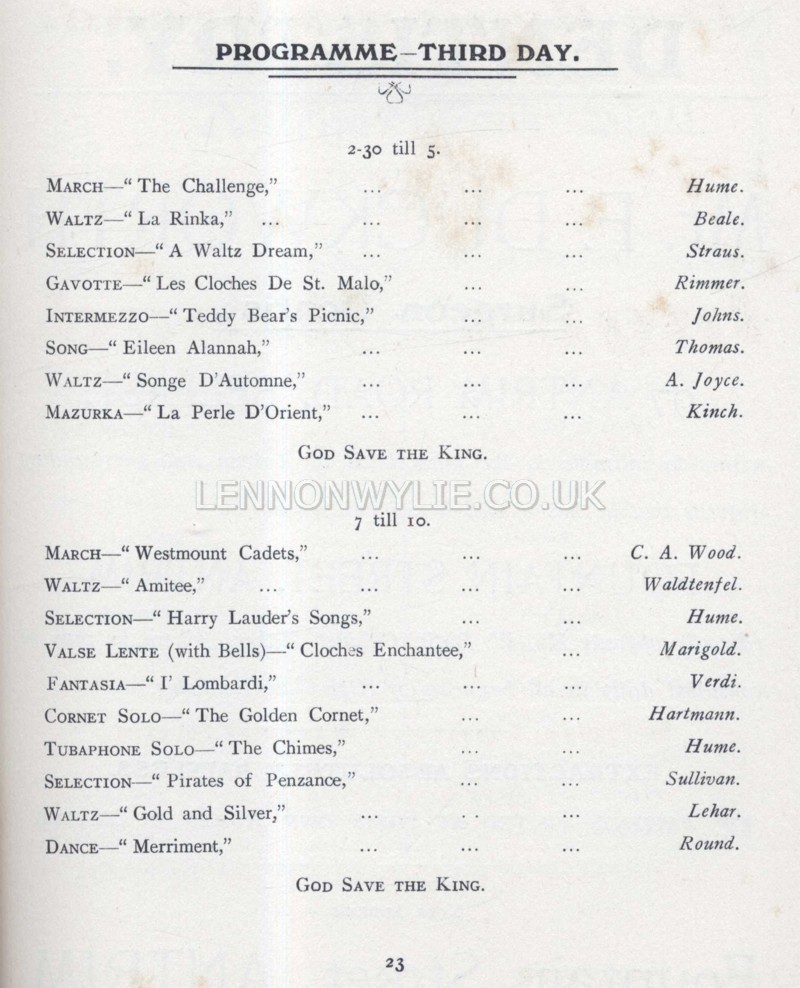 PROGRAMME—THIRD DAY.
2-30 till 5.
MARCH—“ The Challenge,” ... ... ... Hume.
WALTZ—“ La Rinka,” ... ... ... ... Beale.
SELECTION—“ A Waltz Dream,” ... ... ... Straus.
GAVOTTE—“ Les Cloches De St. Malo,” ... ... Rimmer.
INTERMEZZO—“ Teddy Bear's Picnic,” ... ... Johns.
SONG—“ Eileen Alannah,” ... ... ... Thomas.
WALTZ—“ Songe D'Automne,” ... ... ... A. Joyce.
MAZURKA—“ La Perle D'Orient,” ... ... ... Kinch.
GOD SAVE THE KING.
LENNONWYLIE.CO.UK
7 till 10.
MARCH—“ Westmount Cadets,” ... ... ... C. A. Wood.
WALTZ—“ Amitee,” ... ... ... ... Waldtenfel.
SELECTION—“ Harry Lauder's Songs,” ... ... Hume.
VALSE LENTE (with Bells)—“ Cloches Enchantee,” ... Marigold.
FANTASIA—“ I' Lombardi,” ... ... ... Verdi.
CORNET SOLO—“ The Golden Cornet,” ... ... Hartmann.
TUBAPHONE SOLO—“ The Chimes,” ... ... Hume.
SELECTION—“ Pirates of Penzance,” ... ... Sullivan.
WALTZ—“ Gold and Silver,” ... . . ... Lehar.
DANCE—“ Merriment,” ... ... ... Round.
GOD SAVE THE KING.
23